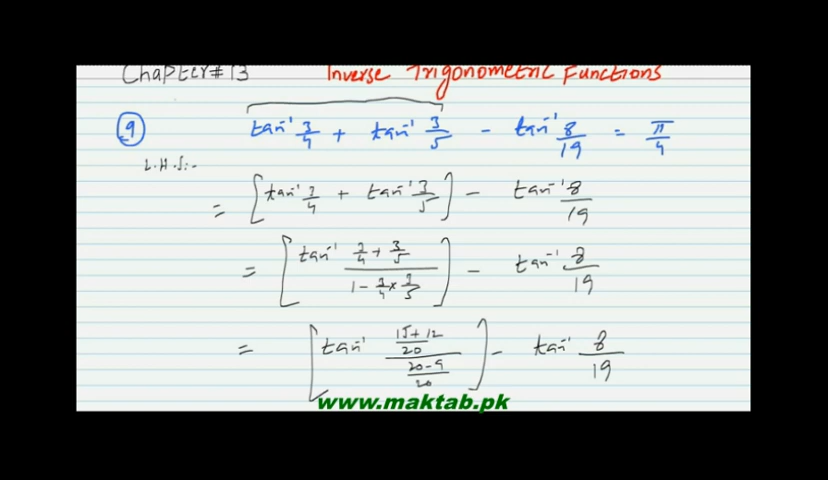 Chapter # 13 Inverse Trigonometric Functions
9 tan⁻¹ 3/4 + tan⁻¹ 3/5 - tan⁻¹ 8/19 = π/4
L.H.S:-
= [tan⁻¹ 3/4 + tan⁻¹ 3/5] - tan⁻¹ 8/19
= [tan⁻¹ (3/4 + 3/5)/(1 - 3/4 × 3/5)] - tan⁻¹ 8/19
= [tan⁻¹ ((15 + 12)/20)/((20 - 9)/20)] - tan⁻¹ 8/19
www.maktab.pk